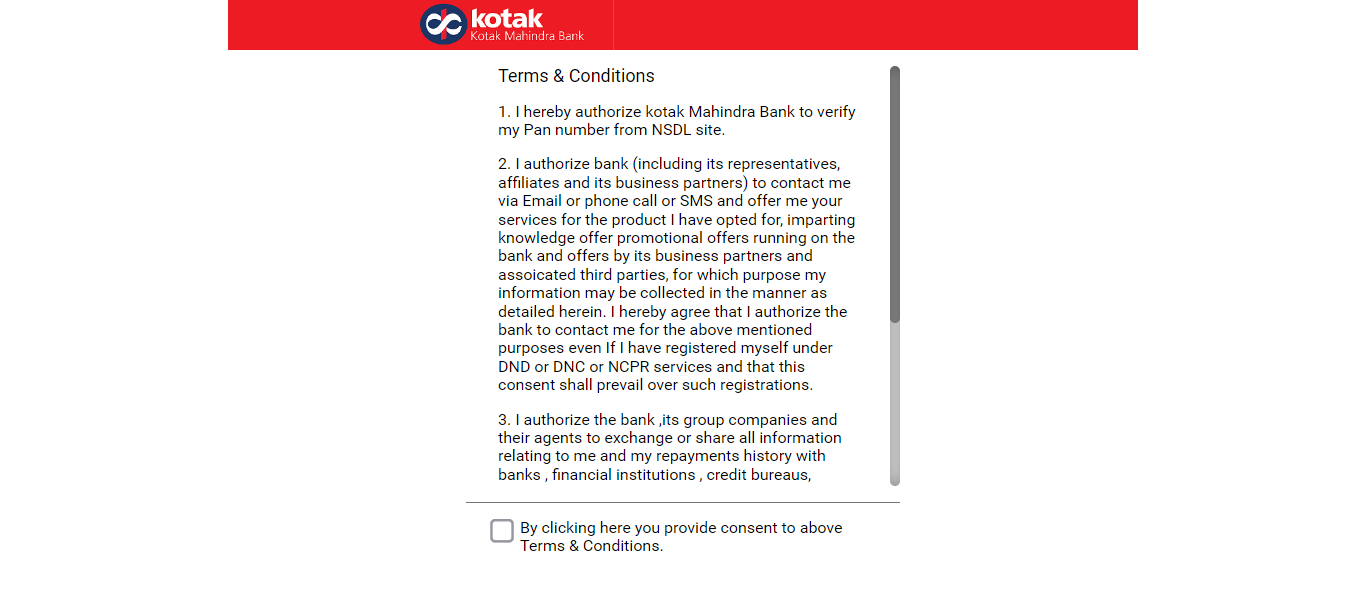 kotak
Kotak Mahindra Bank
Terms & Conditions
1. I hereby authorize kotak Mahindra Bank to verify
my Pan number from NSDL site.
2. I authorize bank (including its representatives,
affiliates and its business partners) to contact me
via Email or phone call or SMS and offer me your
services for the product I have opted for, imparting
knowledge offer promotional offers running on the
bank and offers by its business partners and
assoicated third parties, for which purpose my
information may be collected in the manner as
detailed herein. I hereby agree that I authorize the
bank to contact me for the above mentioned
purposes even If I have registered myself under
DND or DNC or NCPR services and that this
consent shall prevail over such registrations.
3. I authorize the bank ,its group companies and
their agents to exchange or share all information
relating to me and my repayments history with
banks , financial institutions , credit bureaus,
By clicking here you provide consent to above
Terms & Conditions.